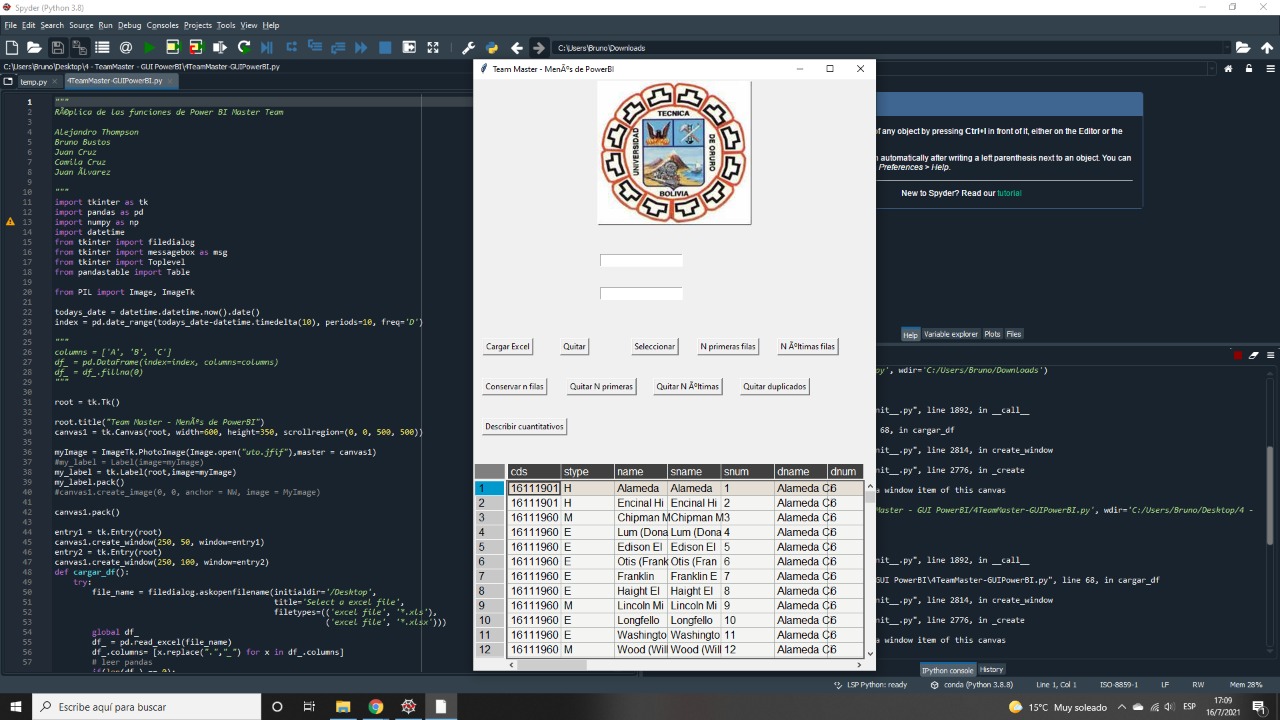 Spyder (Python 3.8)
File Edit Search Source Run Debug Consoles Projects Tools View Help
C:\Users\Bruno\Downloads
C:\Users\Bruno\Desktop\4 - TeamMaster - GUI PowerBI\4TeamMaster-GUIPowerBI.py
temp.py 4TeamMaster-GUIPowerBI.py
1 """
2 RÃ©plica de las funciones de Power BI Master Team
3
4 Alejandro Thompson
5 Bruno Bustos
6 Juan Cruz
7 Camila Cruz
8 Juan Ãlvarez
9
10 """
11 import tkinter as tk
12 import pandas as pd
13 import numpy as np
14 import datetime
15 from tkinter import filedialog
16 from tkinter import messagebox as msg
17 from tkinter import Toplevel
18 from pandastable import Table
19
20 from PIL import Image, ImageTk
21
22 todays_date = datetime.datetime.now().date()
23 index = pd.date_range(todays_date-datetime.timedelta(10), periods=10, freq='D')
24
25 """
26 columns = ['A', 'B', 'C']
27 df_ = pd.DataFrame(index=index, columns=columns)
28 df_ = df_.fillna(0)
29 """
30
31 root = tk.Tk()
32
33 root.title("Team Master - MenÃºs de PowerBI")
34 canvas1 = tk.Canvas(root, width=600, height=350, scrollregion=(0, 0, 500, 500))
35
36 myImage = ImageTk.PhotoImage(Image.open("uto.jfif"),master = canvas1)
37 #my_label = Label(image=myImage)
38 my_label = tk.Label(root,image=myImage)
39 my_label.pack()
40 #canvas1.create_image(0, 0, anchor = NW, image = MyImage)
41
42 canvas1.pack()
43
44 entry1 = tk.Entry(root)
45 canvas1.create_window(250, 50, window=entry1)
46 entry2 = tk.Entry(root)
47 canvas1.create_window(250, 100, window=entry2)
48 def cargar_df():
49 try:
50 file_name = filedialog.askopenfilename(initialdir='/Desktop',
51 title='Select a excel file',
52 filetypes=(('excel file', '*.xls'),
53 ('excel file', '*.xlsx')))
54 global df_
55 df_ = pd.read_excel(file_name)
56 df_.columns= [x.replace(".","_") for x in df_.columns]
57 # leer pandas
if(len(df_) == 0:
Team Master - MenÃºs de PowerBI
UNIVERSIDAD TECNICA DE ORURO
BOLIVIA
Cargar Excel Quitar Seleccionar N primeras filas N Ãºltimas filas
Conservar n filas Quitar N primeras Quitar N Ãºltimas Quitar duplicados
Describir cuantitativos
cds stype name sname snum dname dnum
1 16111901 H Alameda Alameda 1 Alameda C 6
2 16111901 H Encinal Hi Encinal Hi 2 Alameda C 6
3 16111960 M Chipman M Chipman M 3 Alameda C 6
4 16111960 E Lum (Dona Lum (Dona 4 Alameda C 6
5 16111960 E Edison El Edison El 5 Alameda C 6
6 16111960 E Otis (Frank Otis (Fran 6 Alameda C 6
7 16111960 E Franklin Franklin E 7 Alameda C 6
8 16111960 E Haight El Haight El 8 Alameda C 6
9 16111960 M Lincoln Mi Lincoln Mi 9 Alameda C 6
10 16111960 E Longfello Longfello 10 Alameda C 6
11 16111960 E Washingto Washingto 11 Alameda C 6
12 16111960 M Wood (Will Wood (Will 12 Alameda C 6
of any object by pressing Ctrl+I in front of it, either on the Editor or the
n automatically after writing a left parenthesis next to an object. You can
Preferences > Help.
New to Spyder? Read our tutorial
Help Variable explorer Plots Files
py', wdir='C:/Users/Bruno/Downloads')
nit__.py", line 1892, in __call__
68, in cargar_df
nit__.py", line 2814, in create_window
nit__.py", line 2776, in _create
a window item of this canvas
Master - GUI PowerBI/4TeamMaster-GUIPowerBI.py', wdir='C:/Users/Bruno/Desktop/4 -
nit__.py", line 1892, in __call__
GUI PowerBI\4TeamMaster-GUIPowerBI.py", line 68, in cargar_df
nit__.py", line 2814, in create_window
nit__.py", line 2776, in _create
a window item of this canvas
IPython console History
LSP Python: ready conda (Python 3.8.8) Line 1, Col 1 ISO-8859-1 LF RW Mem 28%
Escribe aquí para buscar
15°C Muy soleado ESP 17:09 16/7/2021